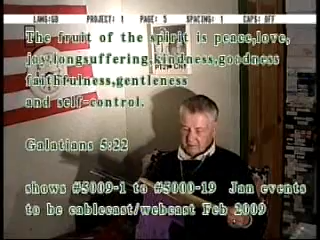 LANG:GB PROJECT: 1 PAGE: 5 SPACING: 1 CAPS: OFF
The fruit of the spirit is peace,love,
joy,longsuffering,kindness,goodness
faithfulness,gentleness
and self-control.
Galatians 5:22
shows #5009-1 to #5000-19 Jan events
to be cablecast/webcast Feb 2009